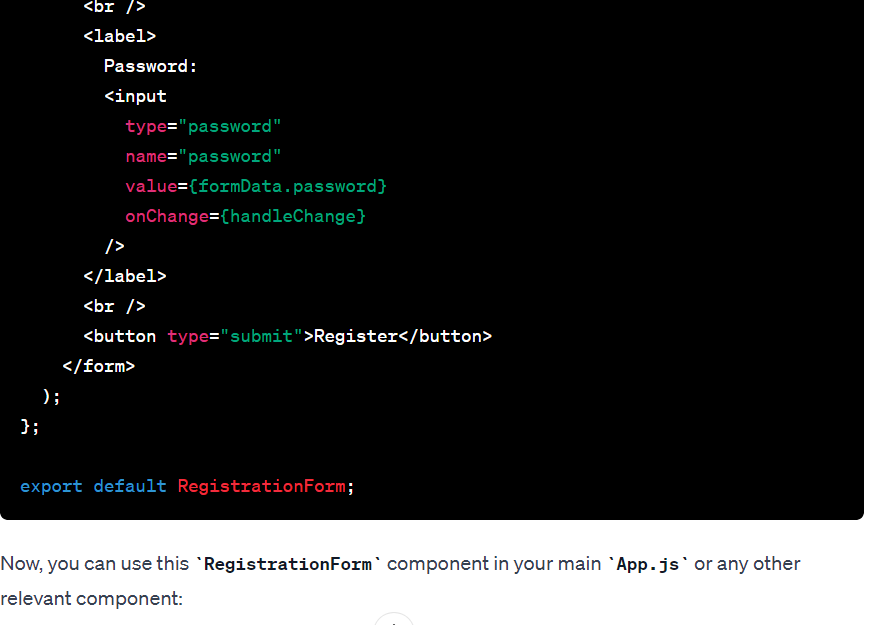 <br />
<label>
Password:
<input
type="password"
name="password"
value={formData.password}
onChange={handleChange}
/>
</label>
<br />
<button type="submit">Register</button>
</form>
);
};
export default RegistrationForm;
Now, you can use this `RegistrationForm` component in your main `App.js` or any other
relevant component: